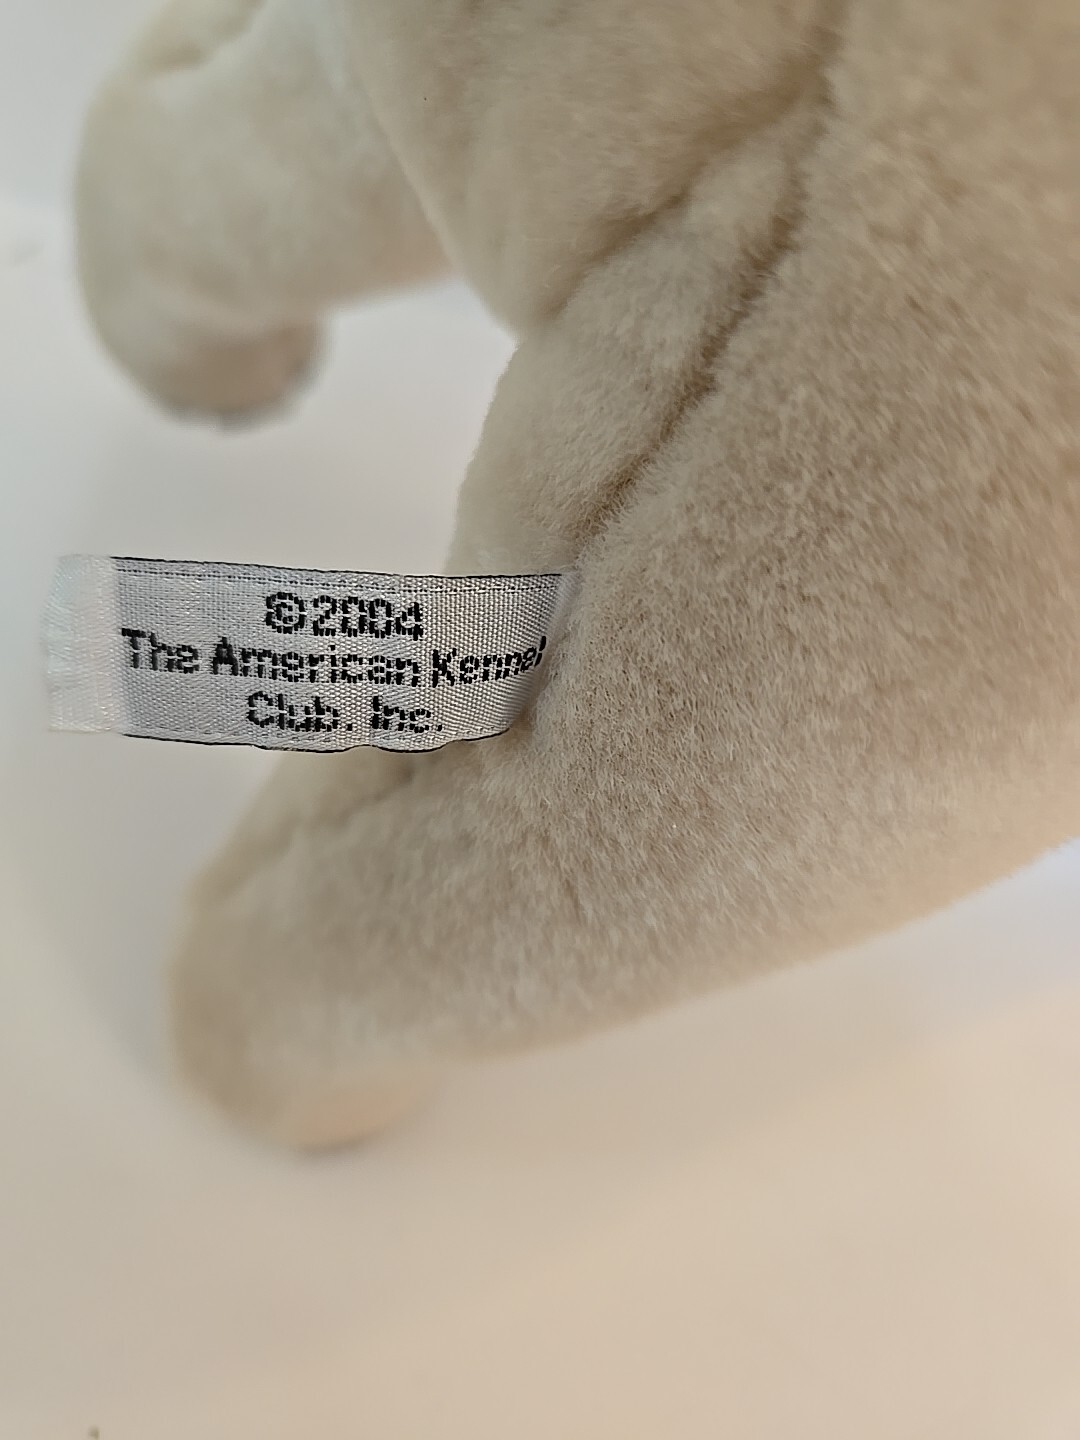 ©2004
The American Kennel
Club, Inc.